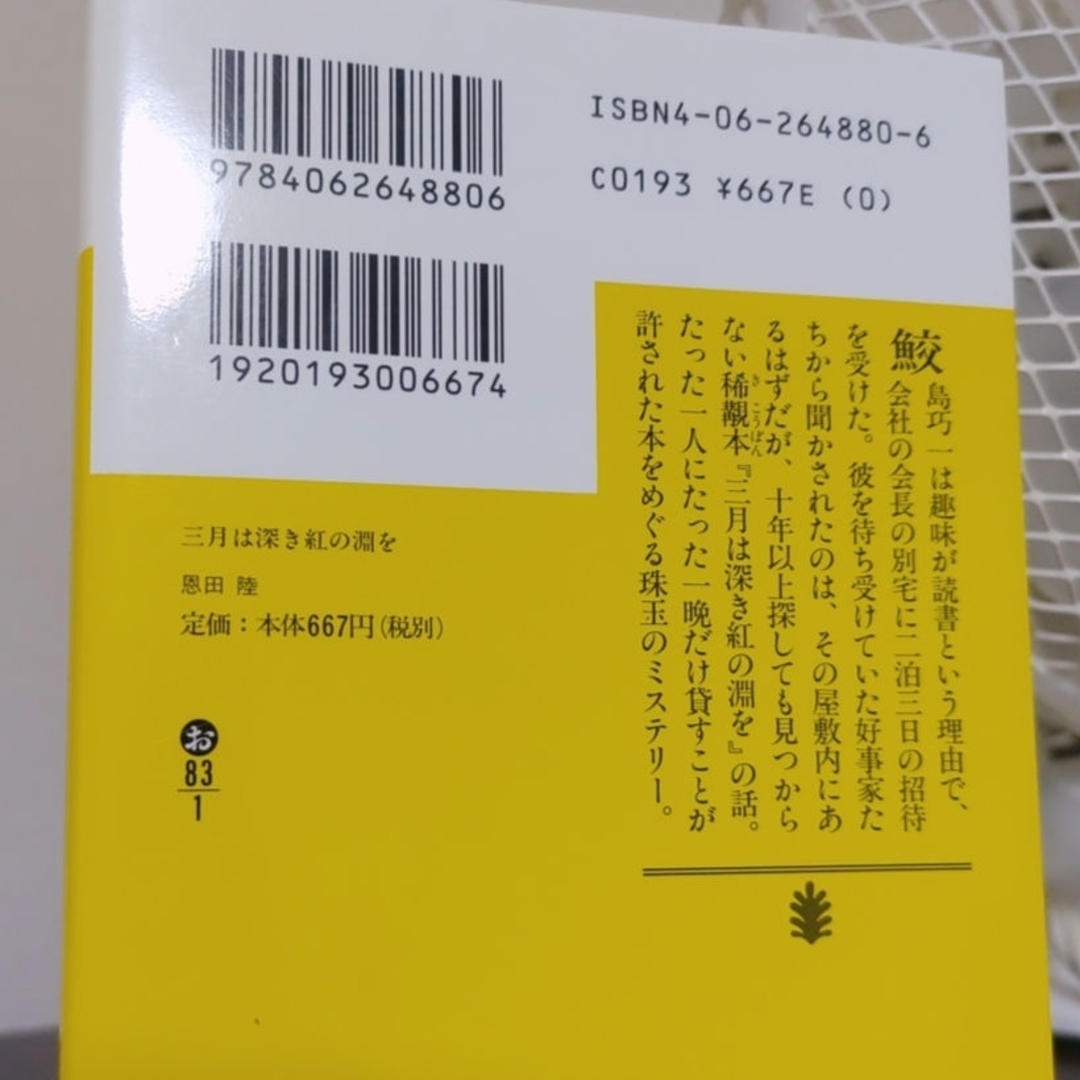 9784062648806
ISBN4-06-264880-6
C0193 ¥667E (0)
1920193006674
鮫島巧一は趣味が読書という理由で、
会社の会長の別宅に二泊三日の招待
を受けた。彼を待ち受けていた好事家た
ちから聞かされたのは、その屋敷内にあ
るはずだが、十年以上探しても見つから
ない稀覯本『三月は深き紅の淵を』の話。
きこうぼん
たった一人にたった一晩だけ貸すことが
許された本をめぐる珠玉のミステリー。
三月は深き紅の淵を
恩田 陸
定価：本体667円(税別)
お
83
1